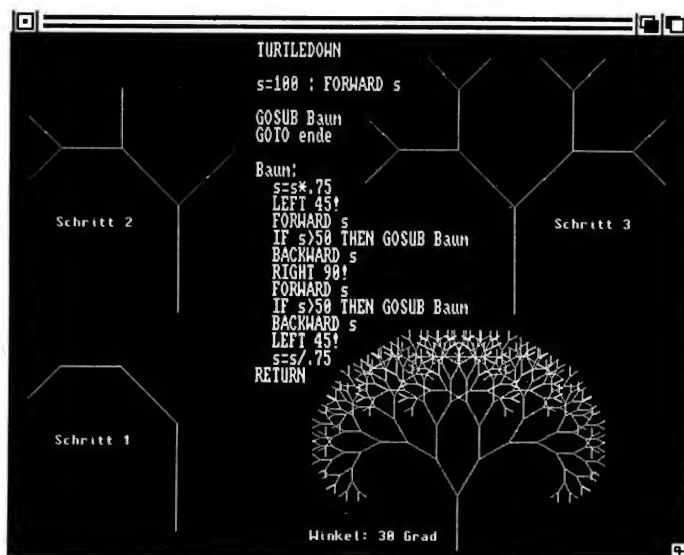 TURTLEDOWN
s=100 : FORWARD s
GOSUB Baum
GOTO ende
Baum:
s=s*.75
LEFT 45!
FORWARD s
IF s>50 THEN GOSUB Baum
BACKWARD s
RIGHT 90!
FORWARD s
IF s>50 THEN GOSUB Baum
BACKWARD s
LEFT 45!
s=s/.75
RETURN
Schritt 2
Schritt 3
Schritt 1
Winkel: 30 Grad